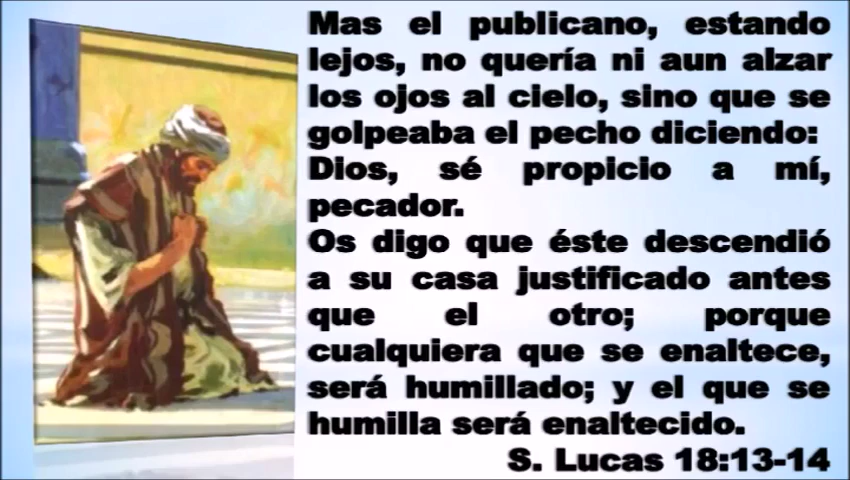 Mas el publicano, estando
lejos, no quería ni aun alzar
los ojos al cielo, sino que se
golpeaba el pecho diciendo:
Dios, sé propicio a mí,
pecador.
Os digo que éste descendió
a su casa justificado antes
que el otro; porque
cualquiera que se enaltece,
será humillado; y el que se
humilla será enaltecido.
S. Lucas 18:13-14